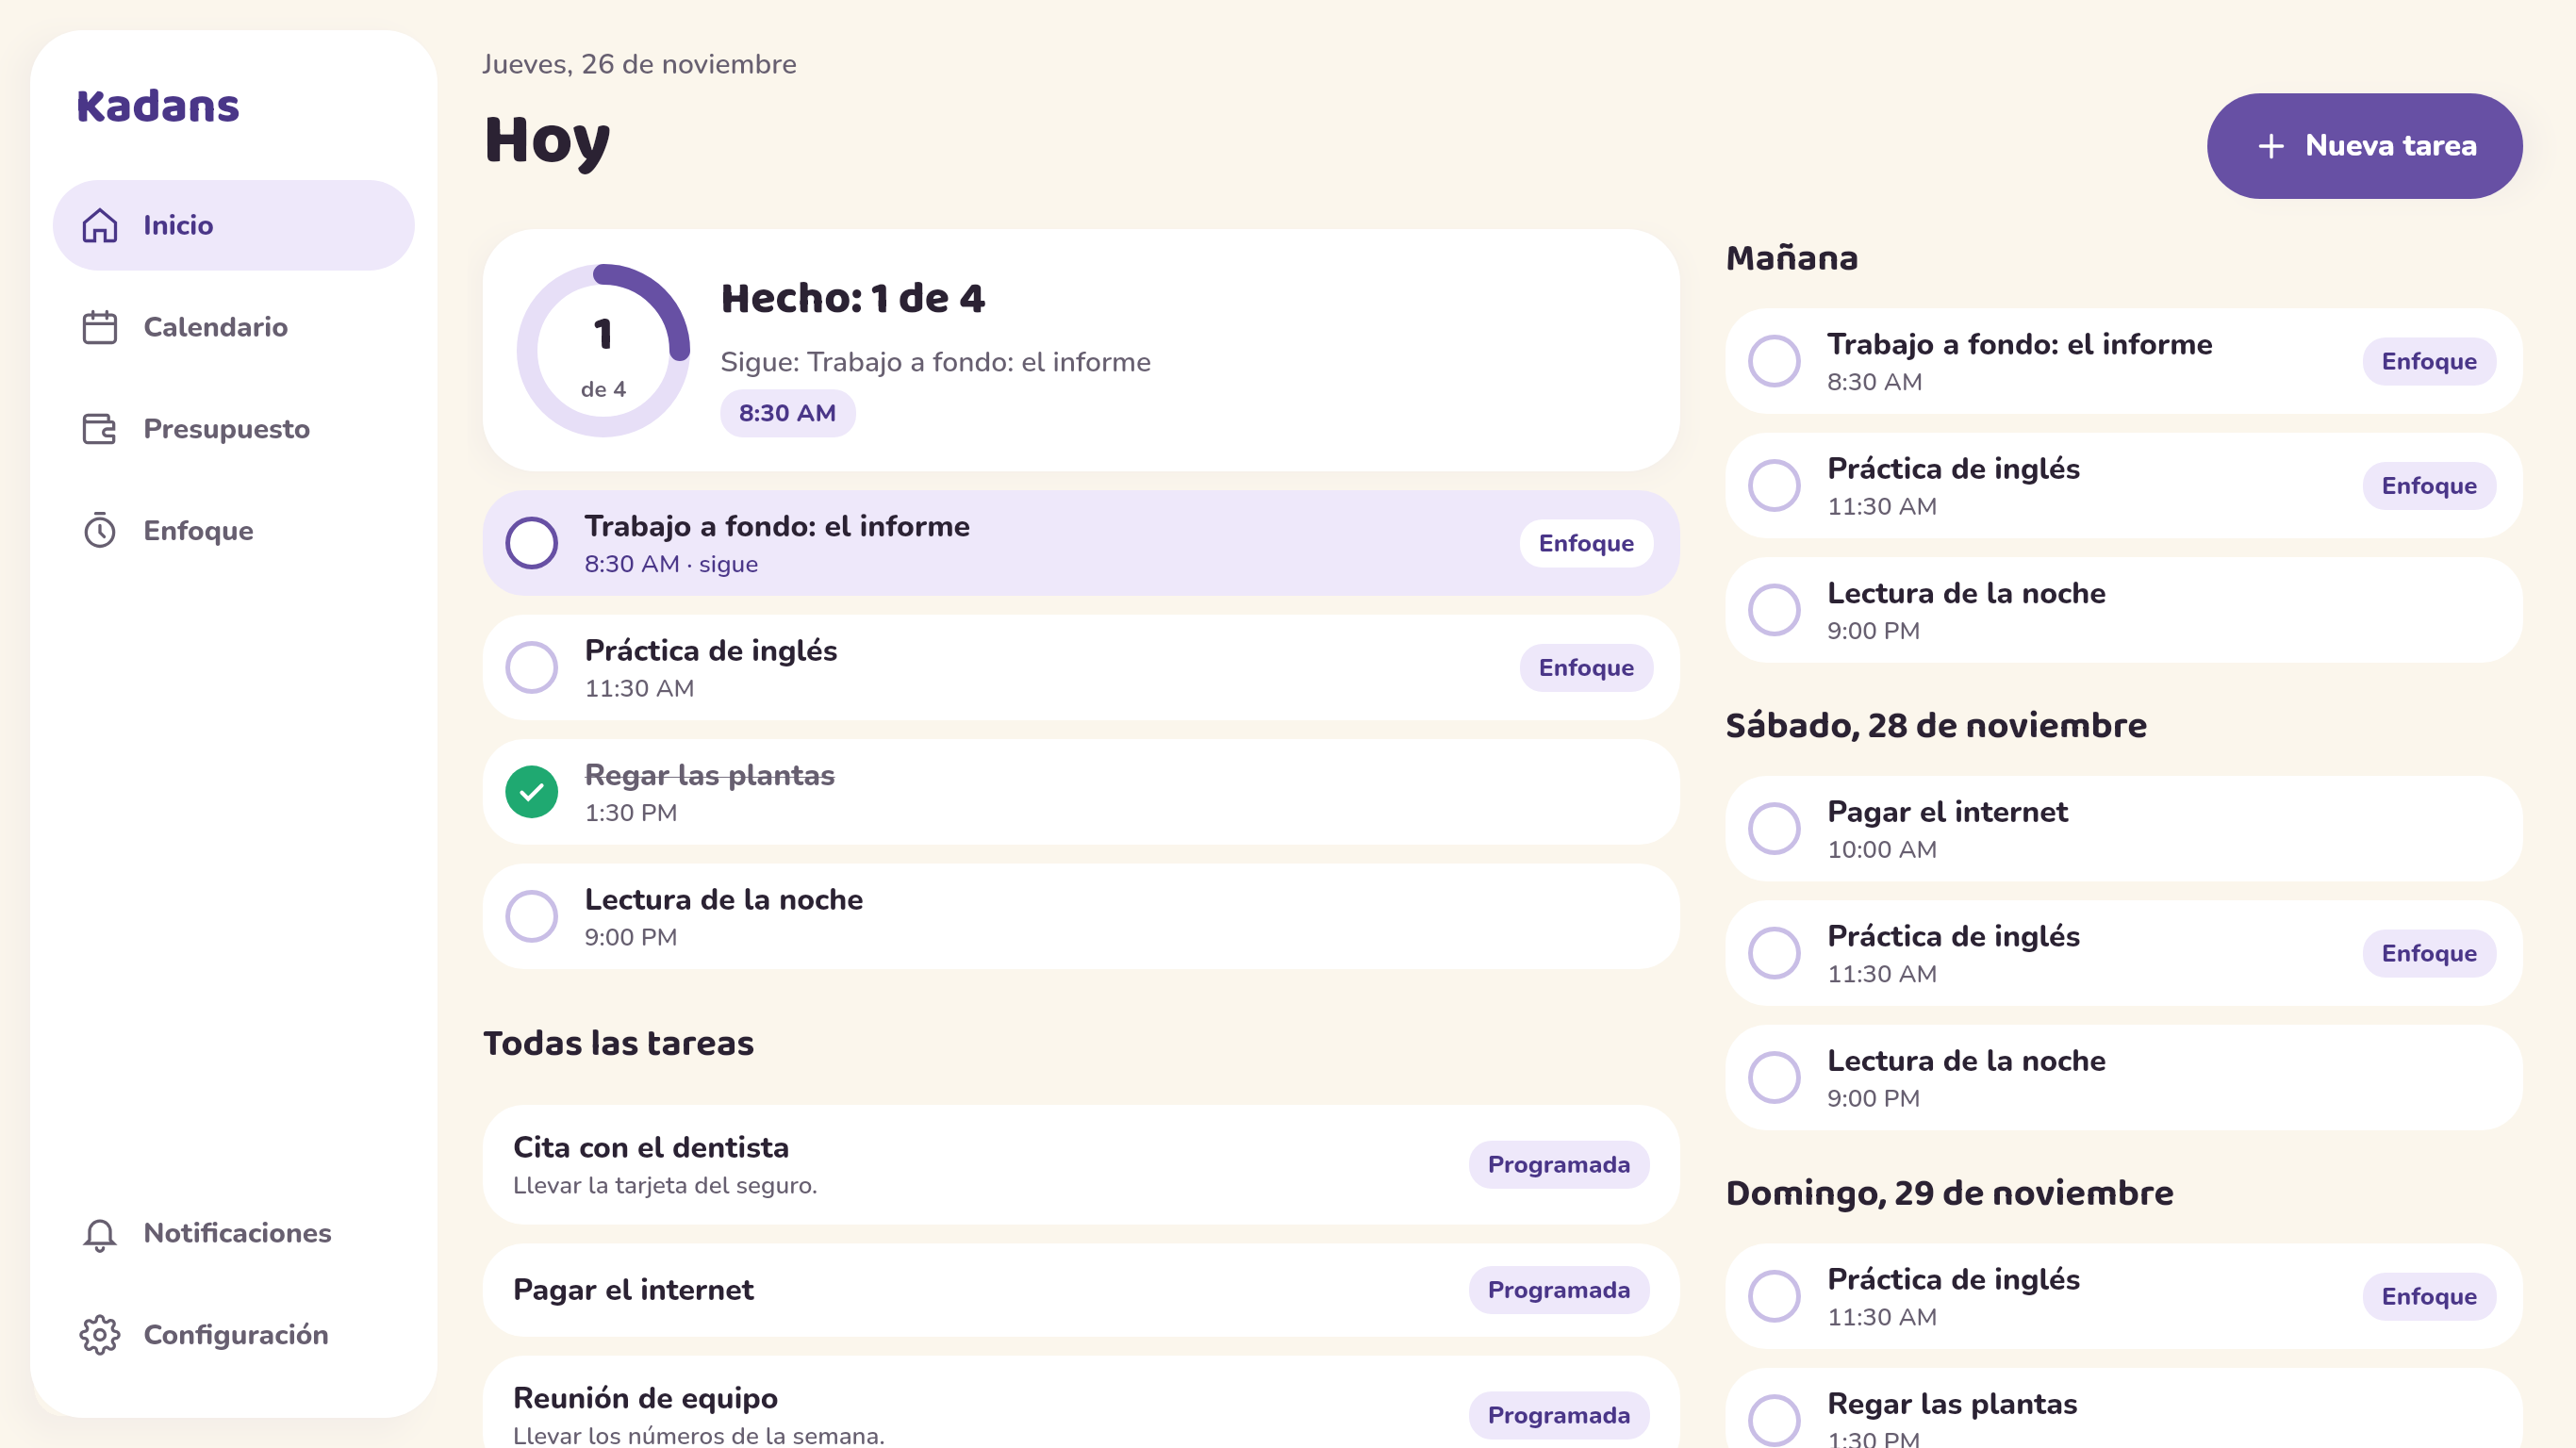 Kadans
Inicio
Calendario
Presupuesto
Enfoque
Notificaciones
Configuración
Jueves, 26 de noviembre
Hoy
Nueva tarea
1
de 4
Hecho: 1 de 4
Sigue: Trabajo a fondo: el informe
8:30 AM
Trabajo a fondo: el informe
8:30 AM · sigue
Enfoque
Práctica de inglés
11:30 AM
Enfoque
Regar las plantas
1:30 PM
Lectura de la noche
9:00 PM
Todas las tareas
Cita con el dentista
Llevar la tarjeta del seguro.
Programada
Pagar el internet
Programada
Reunión de equipo
Llevar los números de la semana.
Programada
Mañana
Trabajo a fondo: el informe
8:30 AM
Enfoque
Práctica de inglés
11:30 AM
Enfoque
Lectura de la noche
9:00 PM
Sábado, 28 de noviembre
Pagar el internet
10:00 AM
Práctica de inglés
11:30 AM
Enfoque
Lectura de la noche
9:00 PM
Domingo, 29 de noviembre
Práctica de inglés
11:30 AM
Enfoque
Regar las plantas
1:30 PM